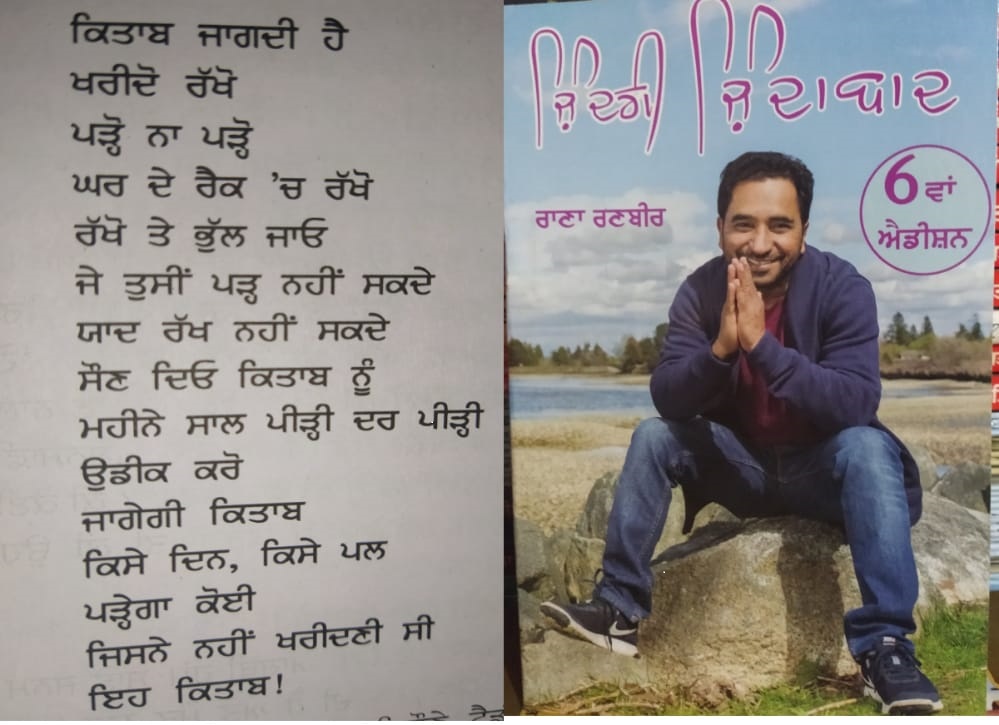 ਕਿਤਾਬ ਜਾਗਦੀ ਹੈ
ਖਰੀਦੋ ਰੱਖੋ
ਪੜ੍ਹੋ ਨਾ ਪੜ੍ਹੋ
ਘਰ ਦੇ ਰੈਕ 'ਚ ਰੱਖੋ
ਰੱਖੋ ਤੇ ਭੁੱਲ ਜਾਓ
ਜੇ ਤੁਸੀਂ ਪੜ੍ਹ ਨਹੀਂ ਸਕਦੇ
ਯਾਦ ਰੱਖ ਨਹੀਂ ਸਕਦੇ
ਸੌਣ ਦਿਓ ਕਿਤਾਬ ਨੂੰ
ਮਹੀਨੇ ਸਾਲ ਪੀੜ੍ਹੀ ਦਰ ਪੀੜ੍ਹੀ
ਉਡੀਕ ਕਰੋ
ਜਾਗੇਗੀ ਕਿਤਾਬ
ਕਿਸੇ ਦਿਨ, ਕਿਸੇ ਪਲ
ਪੜ੍ਹੇਗਾ ਕੋਈ
ਜਿਸਨੇ ਨਹੀਂ ਖਰੀਦਣੀ ਸੀ
ਇਹ ਕਿਤਾਬ!
ਜ਼ਿੰਦਗੀ ਜ਼ਿੰਦਾਬਾਦ
ਰਾਣਾ ਰਣਬੀਰ
6ਵਾਂ
ਐਡੀਸ਼ਨ